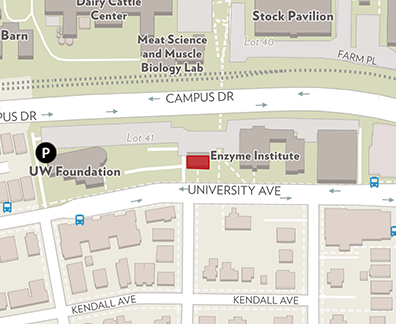 Dairy Cattle
Center
Stock Pavilion
Barn
Meat Science
and Muscle
Biology Lab
Lot 40
FARM PL
CAMPUS DR
PUS DR
Lot 41
P
Enzyme Institute
UW Foundation
UNIVERSITY AVE
KENDALL AVE
KENDALL AVE